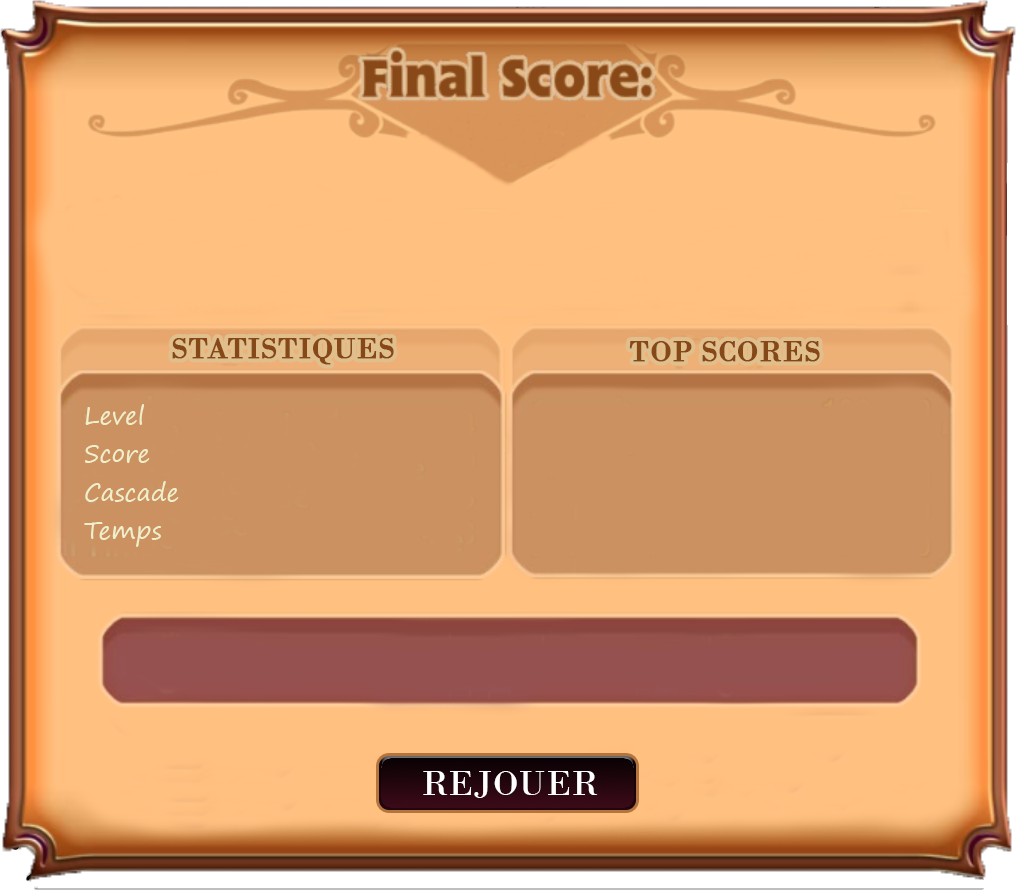 Final Score:
STATISTIQUES
Level
Score
Cascade
Temps
TOP SCORES
REJOUER